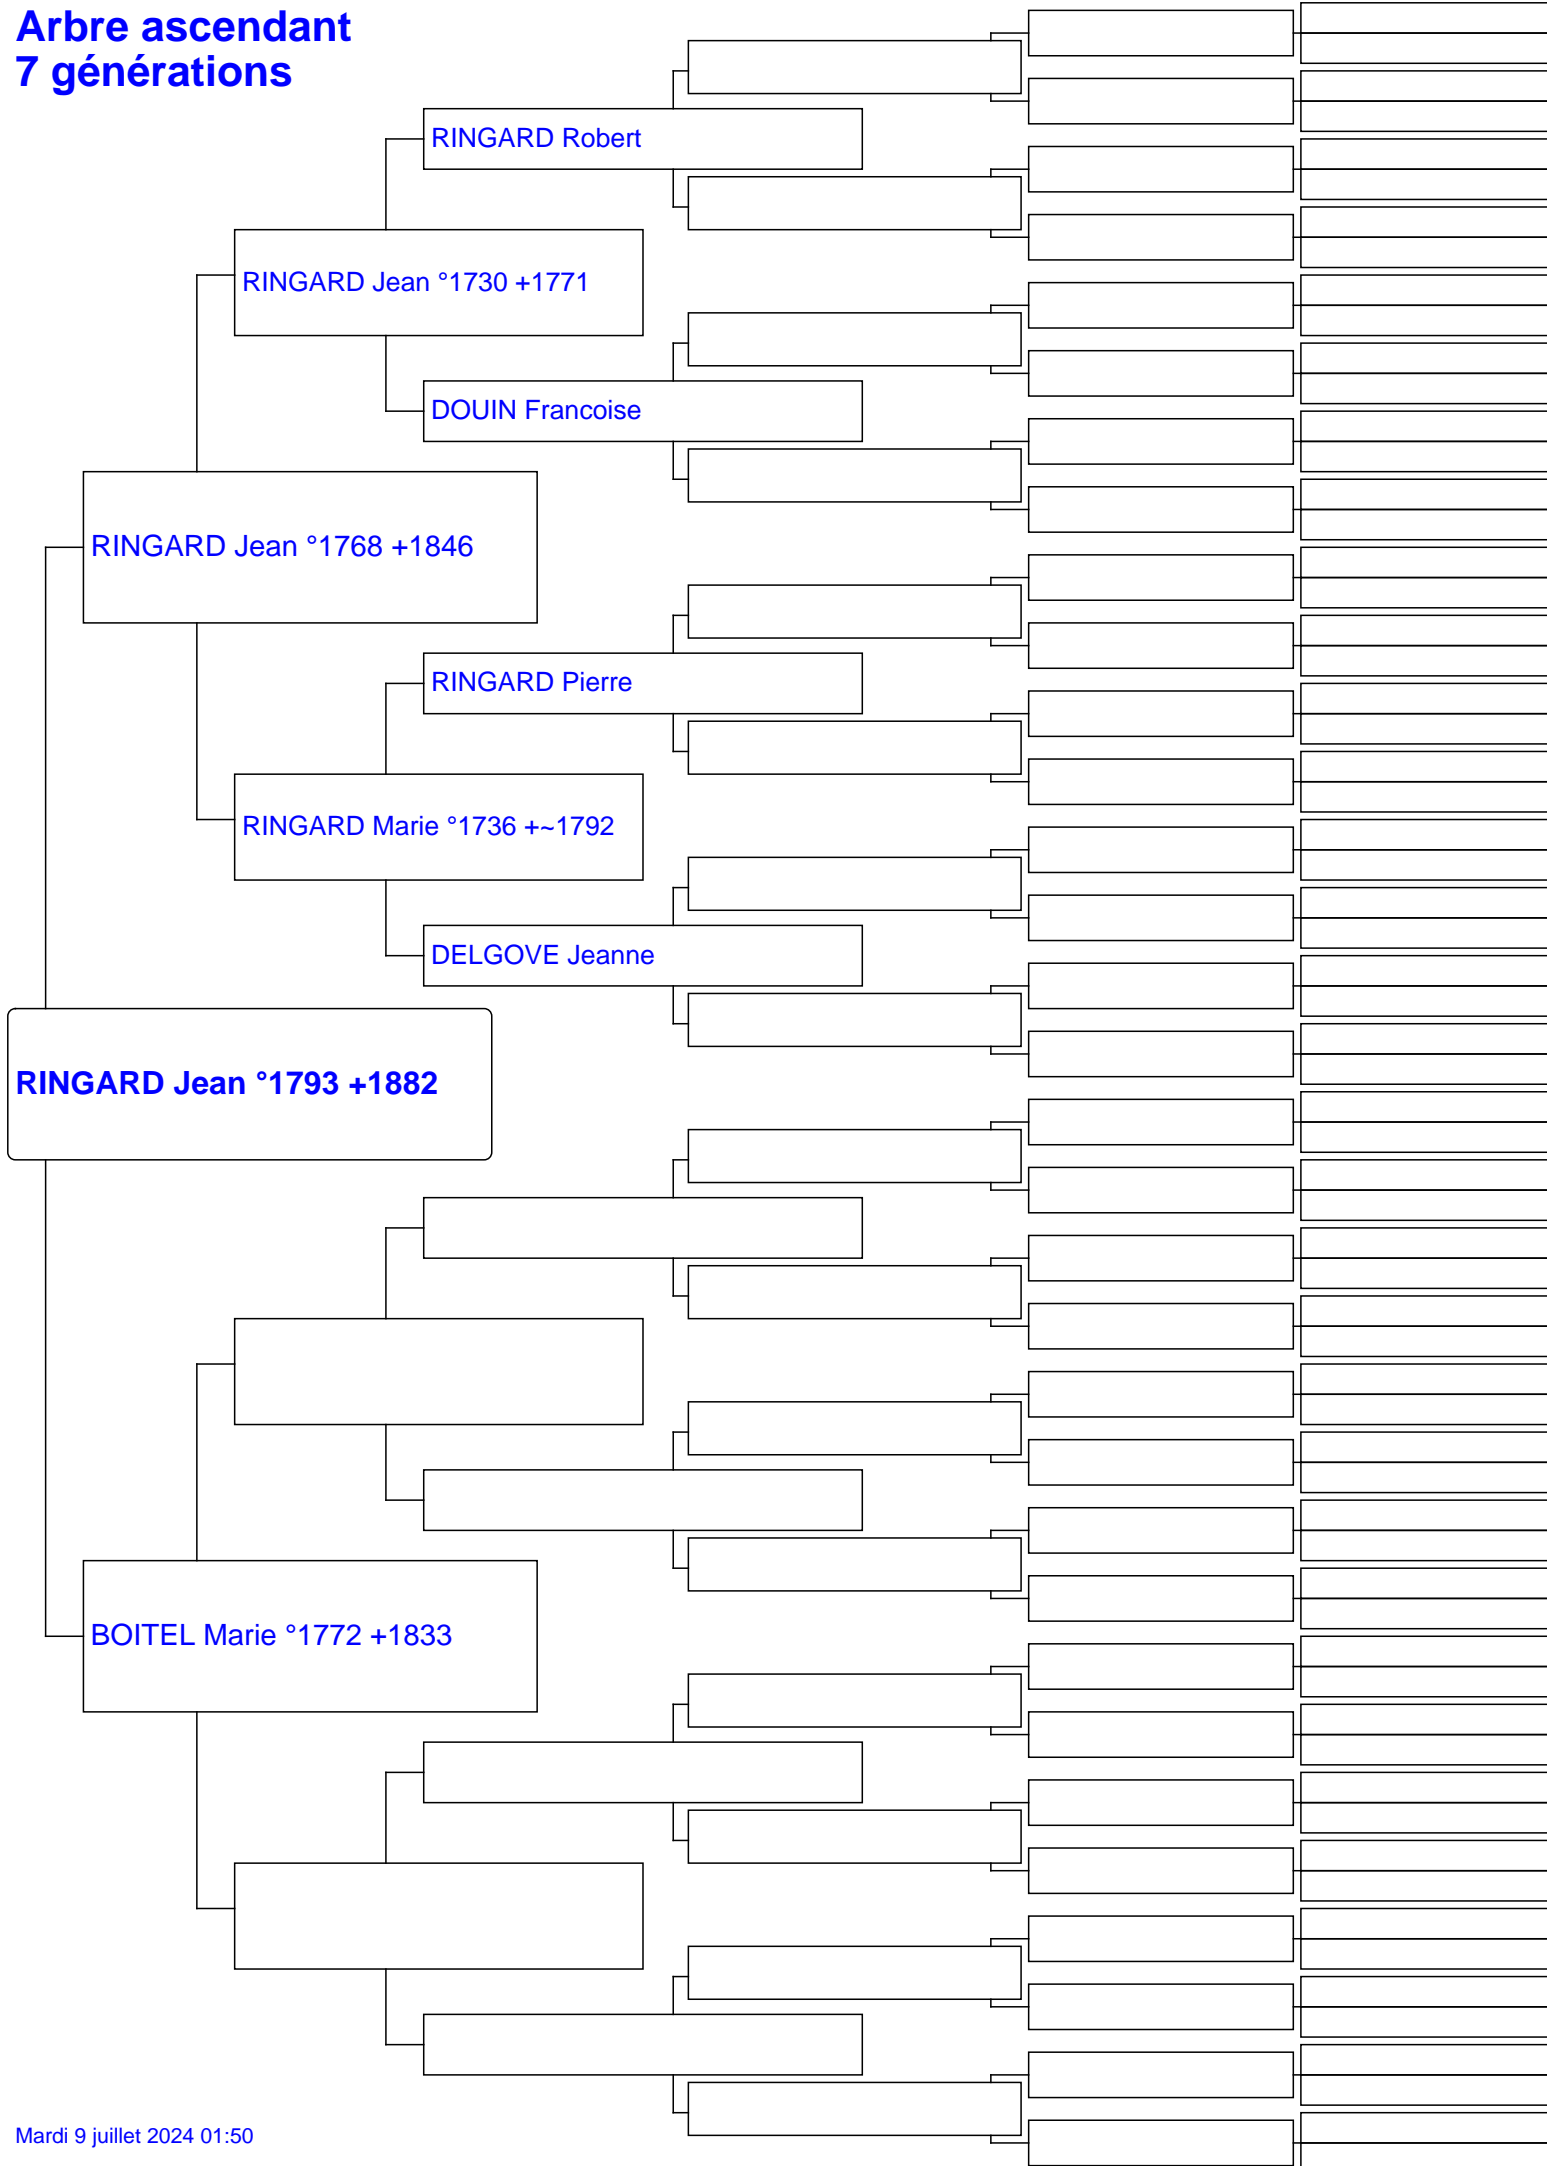 Arbre ascendant
7 générations
RINGARD Robert
RINGARD Jean °1730 +1771
DOUIN Francoise
RINGARD Jean °1768 +1846
RINGARD Pierre
RINGARD Marie °1736 +~1792
DELGOVE Jeanne
RINGARD Jean °1793 +1882
BOITEL Marie °1772 +1833
Mardi 9 juillet 2024 01:50